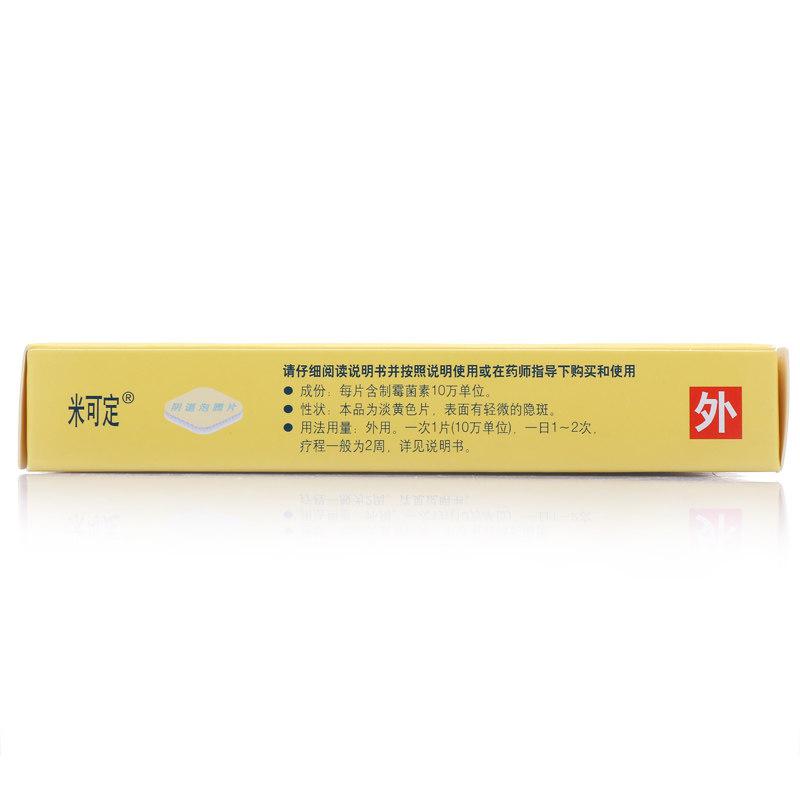 米可定®
阴道泡腾片
请仔细阅读说明书并按照说明使用或在药师指导下购买和使用
● 成份：每片含制霉菌素10万单位。
● 性状：本品为淡黄色片，表面有轻微的隐斑。
● 用法用量：外用。一次1片(10万单位)，一日1~2次，
疗程一般为2周，详见说明书。
外